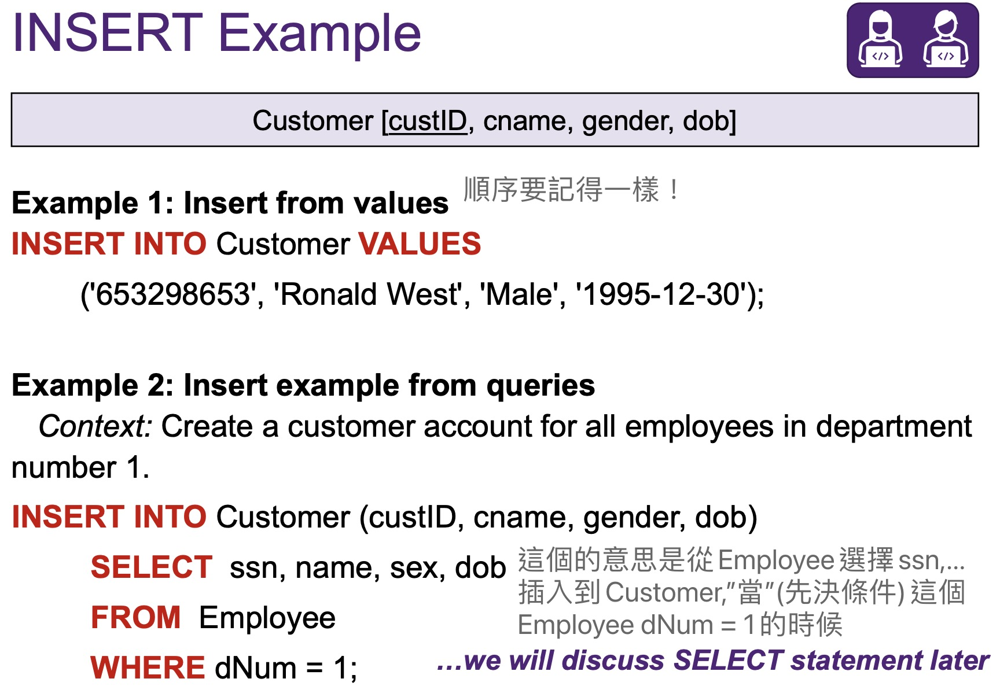 INSERT Example
</>
</>
Customer [custID, cname, gender, dob]
Example 1: Insert from values
順序要記得一樣！
INSERT INTO Customer VALUES
('653298653', 'Ronald West', 'Male', '1995-12-30');
Example 2: Insert example from queries
Context: Create a customer account for all employees in department
number 1.
INSERT INTO Customer (custID, cname, gender, dob)
SELECT ssn, name, sex, dob
FROM Employee
WHERE dNum = 1;
這個的意思是從Employee選擇ssn,...
插入到Customer,"當"(先決條件) 這個
Employee dNum = 1的時候
...we will discuss SELECT statement later